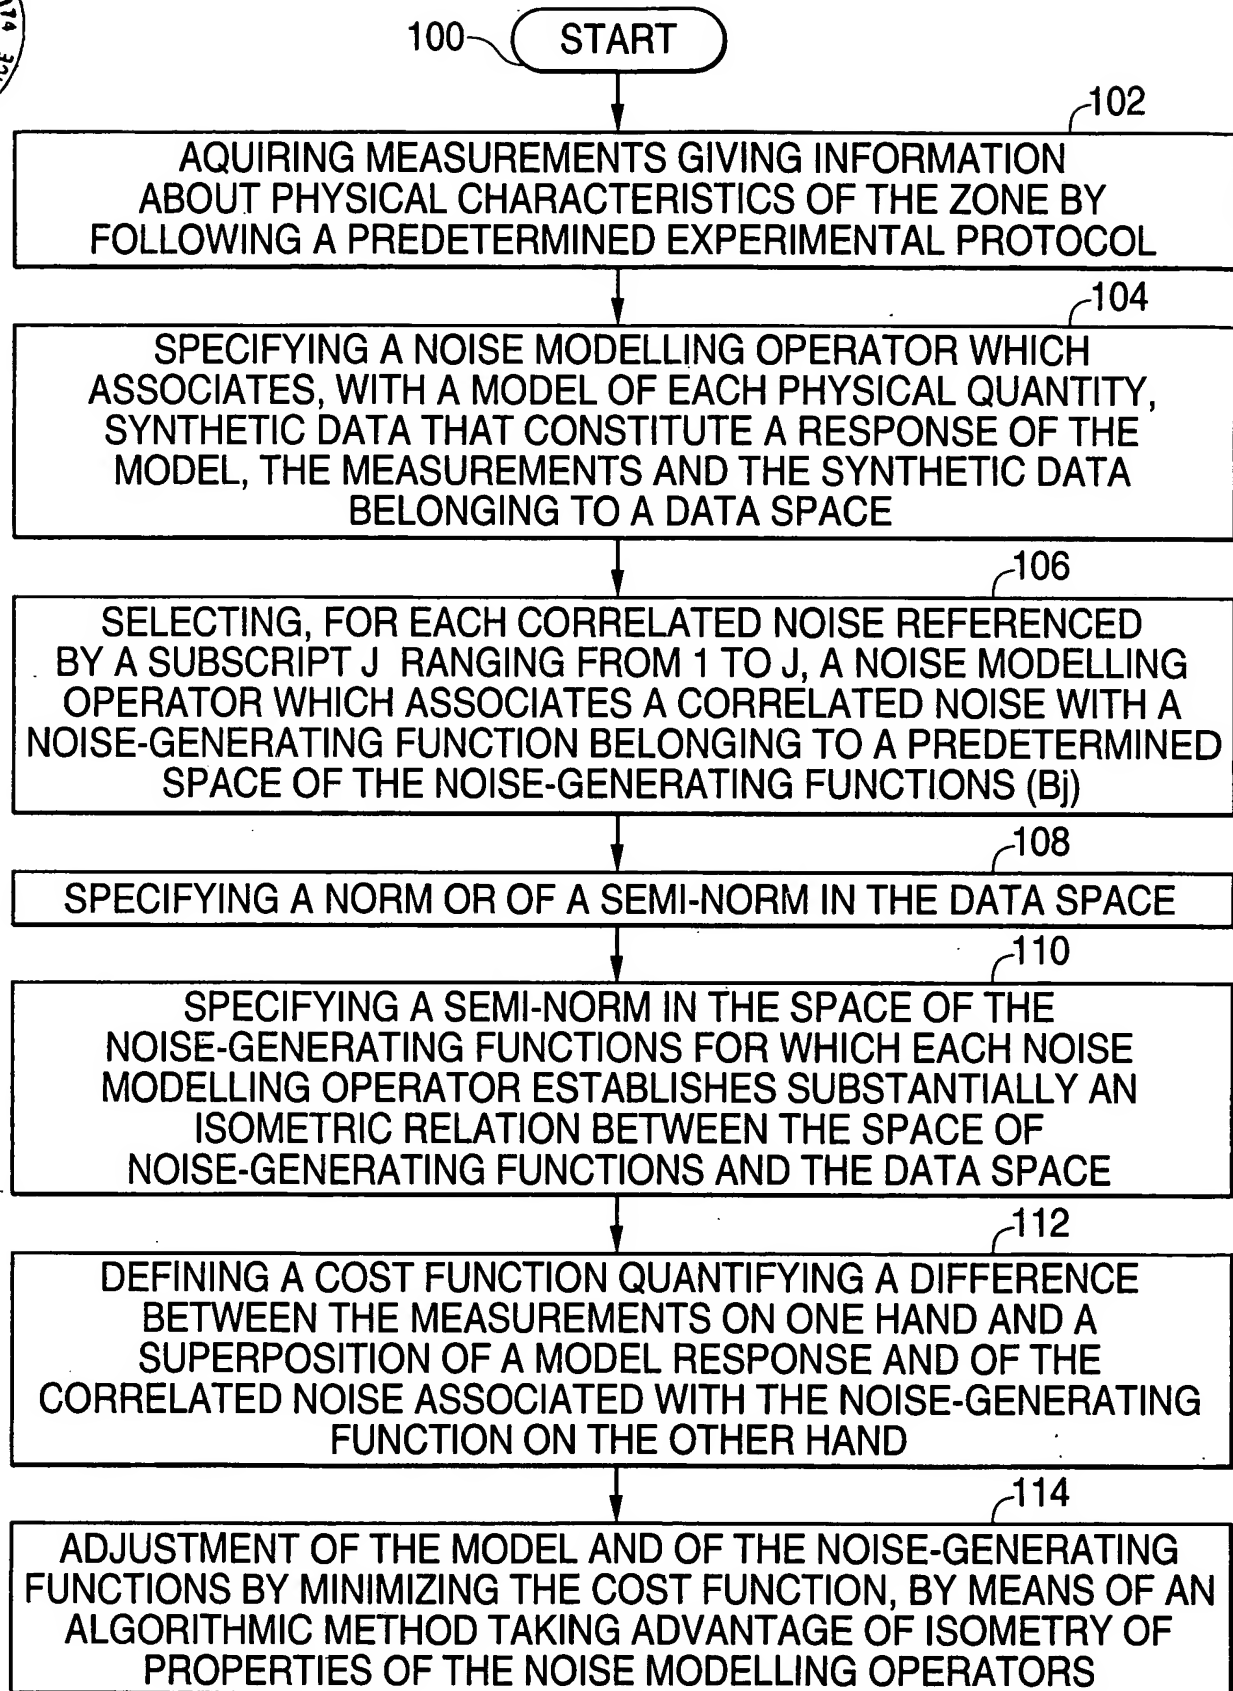 100
START
102
AQUIRING MEASUREMENTS GIVING INFORMATION
ABOUT PHYSICAL CHARACTERISTICS OF THE ZONE BY
FOLLOWING A PREDETERMINED EXPERIMENTAL PROTOCOL
104
SPECIFYING A NOISE MODELLING OPERATOR WHICH
ASSOCIATES, WITH A MODEL OF EACH PHYSICAL QUANTITY,
SYNTHETIC DATA THAT CONSTITUTE A RESPONSE OF THE
MODEL, THE MEASUREMENTS AND THE SYNTHETIC DATA
BELONGING TO A DATA SPACE
106
SELECTING, FOR EACH CORRELATED NOISE REFERENCED
BY A SUBSCRIPT J RANGING FROM 1 TO J, A NOISE MODELLING
OPERATOR WHICH ASSOCIATES A CORRELATED NOISE WITH A
NOISE-GENERATING FUNCTION BELONGING TO A PREDETERMINED
SPACE OF THE NOISE-GENERATING FUNCTIONS (Bj)
108
SPECIFYING A NORM OR OF A SEMI-NORM IN THE DATA SPACE
110
SPECIFYING A SEMI-NORM IN THE SPACE OF THE
NOISE-GENERATING FUNCTIONS FOR WHICH EACH NOISE
MODELLING OPERATOR ESTABLISHES SUBSTANTIALLY AN
ISOMETRIC RELATION BETWEEN THE SPACE OF
NOISE-GENERATING FUNCTIONS AND THE DATA SPACE
112
DEFINING A COST FUNCTION QUANTIFYING A DIFFERENCE
BETWEEN THE MEASUREMENTS ON ONE HAND AND A
SUPERPOSITION OF A MODEL RESPONSE AND OF THE
CORRELATED NOISE ASSOCIATED WITH THE NOISE-GENERATING
FUNCTION ON THE OTHER HAND
114
ADJUSTMENT OF THE MODEL AND OF THE NOISE-GENERATING
FUNCTIONS BY MINIMIZING THE COST FUNCTION, BY MEANS OF AN
ALGORITHMIC METHOD TAKING ADVANTAGE OF ISOMETRY OF
PROPERTIES OF THE NOISE MODELLING OPERATORS